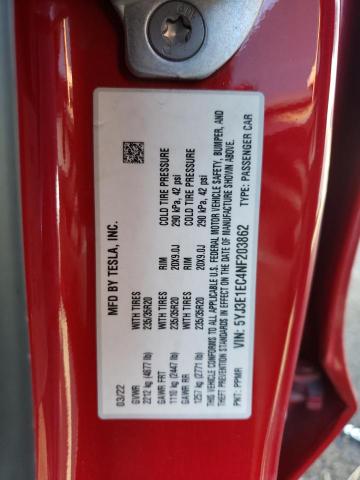 MFD BY TESLA, INC.
03/22
GVWR
2212 kg (4877 lb)
WITH TIRES
235/35R20
GAWR FRT
1110 kg (2447 lb)
WITH TIRES
235/35R20
RIM
20X9.0J
COLD TIRE PRESSURE
290 kPa, 42 psi
GAWR RR
1257 kg (2771 lb)
WITH TIRES
235/35R20
RIM
20X9.0J
COLD TIRE PRESSURE
290 kPa, 42 psi
THIS VEHICLE CONFORMS TO ALL APPLICABLE U.S. FEDERAL MOTOR VEHICLE SAFETY, BUMPER, AND
THEFT PREVENTION STANDARDS IN EFFECT ON THE DATE OF MANUFACTURE SHOWN ABOVE.
PNT: PPMR
VIN: 5YJ3E1EC4NF203862
TYPE: PASSENGER CAR